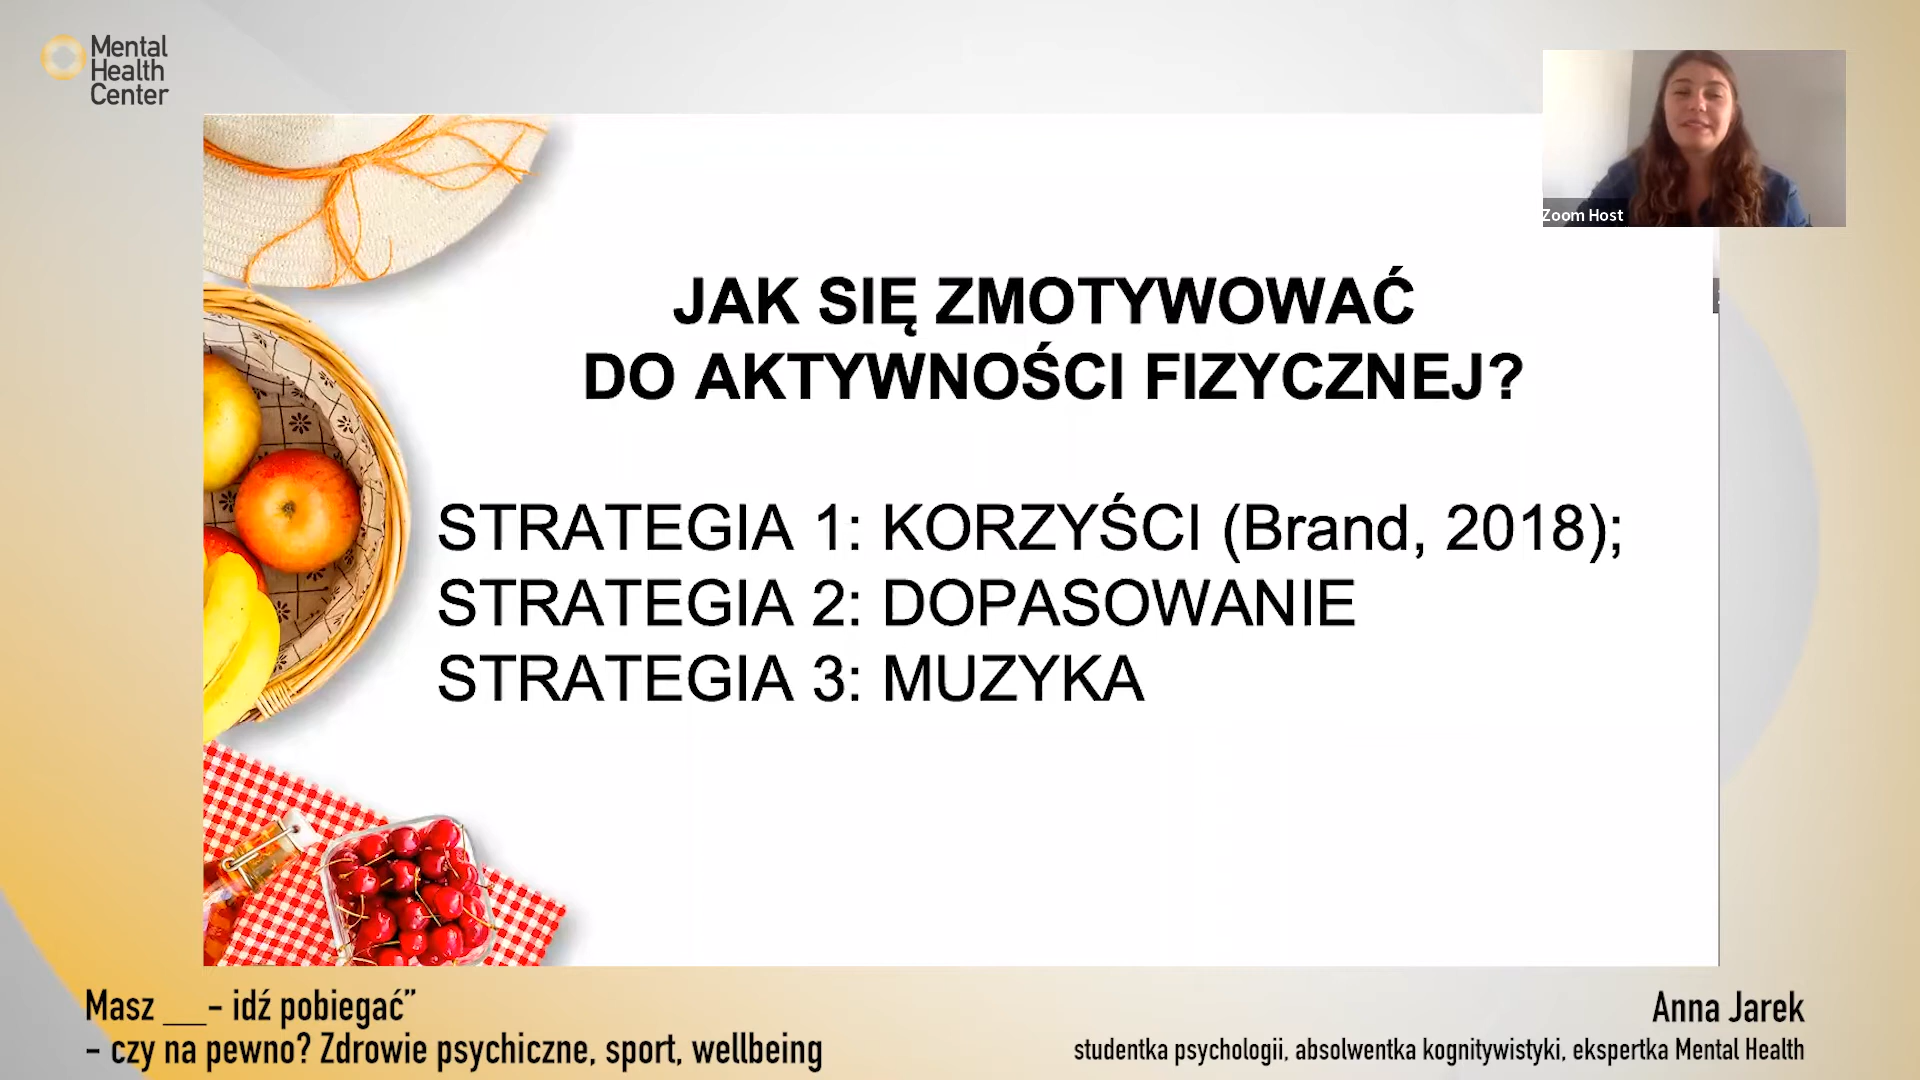 Mental
Health
Center
Zoom Host
JAK SIĘ ZMOTYWOWAĆ
DO AKTYWNOŚCI FIZYCZNEJ?
STRATEGIA 1: KORZYŚCI (Brand, 2018);
STRATEGIA 2: DOPASOWANIE
STRATEGIA 3: MUZYKA
Masz __- idź pobiegać”
- czy na pewno? Zdrowie psychiczne, sport, wellbeing
Anna Jarek
studentka psychologii, absolwentka kognitywistyki, ekspertka Mental Health